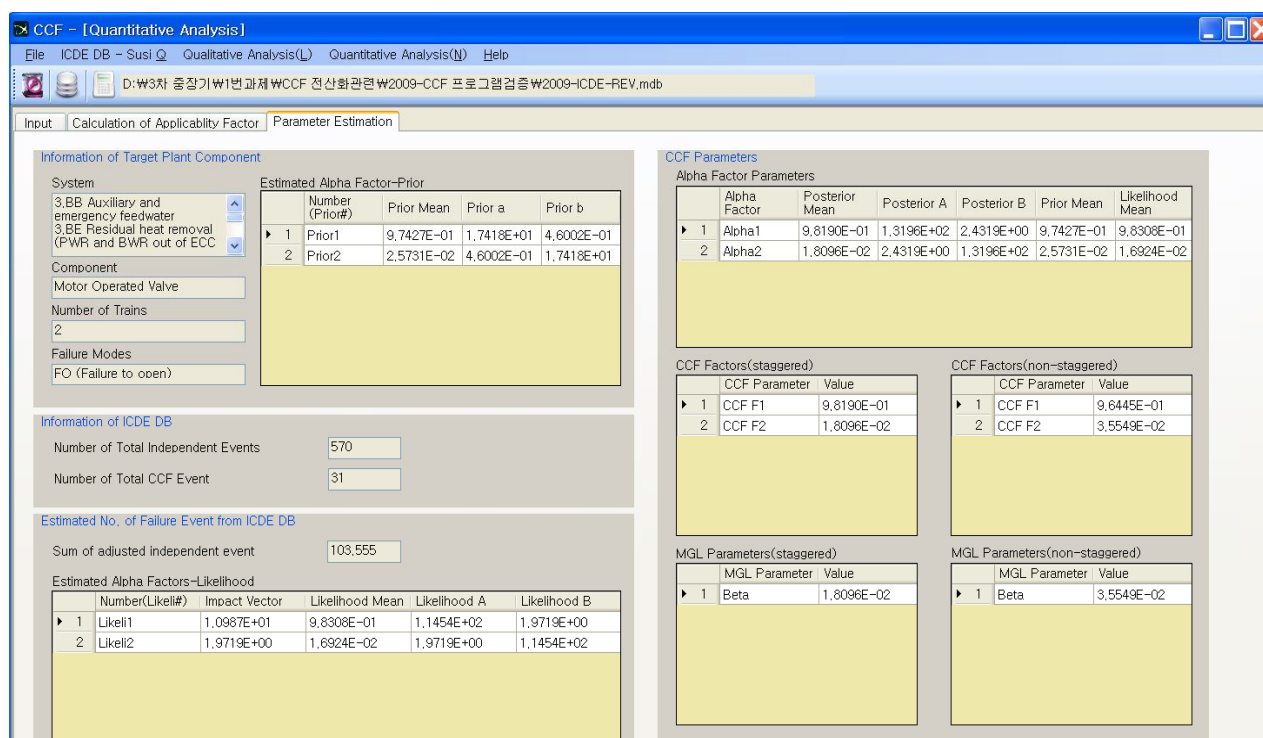 CCF - [Quantitative Analysis]
File ICDE DB - Susi Q Qualitative Analysis(L) Quantitative Analysis(N) Help
D:₩3차 중장기₩1번과제₩CCF 전산화관련₩2009-CCF 프로그램검증₩2009-ICDE-REV.mdb
Input Calculation of Applicablity Factor Parameter Estimation
Information of Target Plant Component
System
3.BB Auxiliary and
emergency feedwater
3.BE Residual heat removal
(PWR and BWR out of ECC
Component
Motor Operated Valve
Number of Trains
2
Failure Modes
FO (Failure to open)
Estimated Alpha Factor-Prior
Number (Prior#) Prior Mean Prior a Prior b
1 Prior1 9,7427E-01 1,7418E+01 4,6002E-01
2 Prior2 2,5731E-02 4,6002E-01 1,7418E+01
Information of ICDE DB
Number of Total Independent Events 570
Number of Total CCF Event 31
Estimated No. of Failure Event from ICDE DB
Sum of adjusted independent event 103,555
Estimated Alpha Factors-Likelihood
Number(Likeli#) Impact Vector Likelihood Mean Likelihood A Likelihood B
1 Likeli1 1,0987E+01 9,8308E-01 1,1454E+02 1,9719E+00
2 Likeli2 1,9719E+00 1,6924E-02 1,9719E+00 1,1454E+02
CCF Parameters
Alpha Factor Parameters
Alpha Factor Posterior Mean Posterior A Posterior B Prior Mean Likelihood Mean
1 Alpha1 9,8190E-01 1,3196E+02 2,4319E+00 9,7427E-01 9,8308E-01
2 Alpha2 1,8096E-02 2,4319E+00 1,3196E+02 2,5731E-02 1,6924E-02
CCF Factors(staggered)
CCF Parameter Value
1 CCF F1 9,8190E-01
2 CCF F2 1,8096E-02
CCF Factors(non-staggered)
CCF Parameter Value
1 CCF F1 9,6445E-01
2 CCF F2 3,5549E-02
MGL Parameters(staggered)
MGL Parameter Value
1 Beta 1,8096E-02
MGL Parameters(non-staggered)
MGL Parameter Value
1 Beta 3,5549E-02